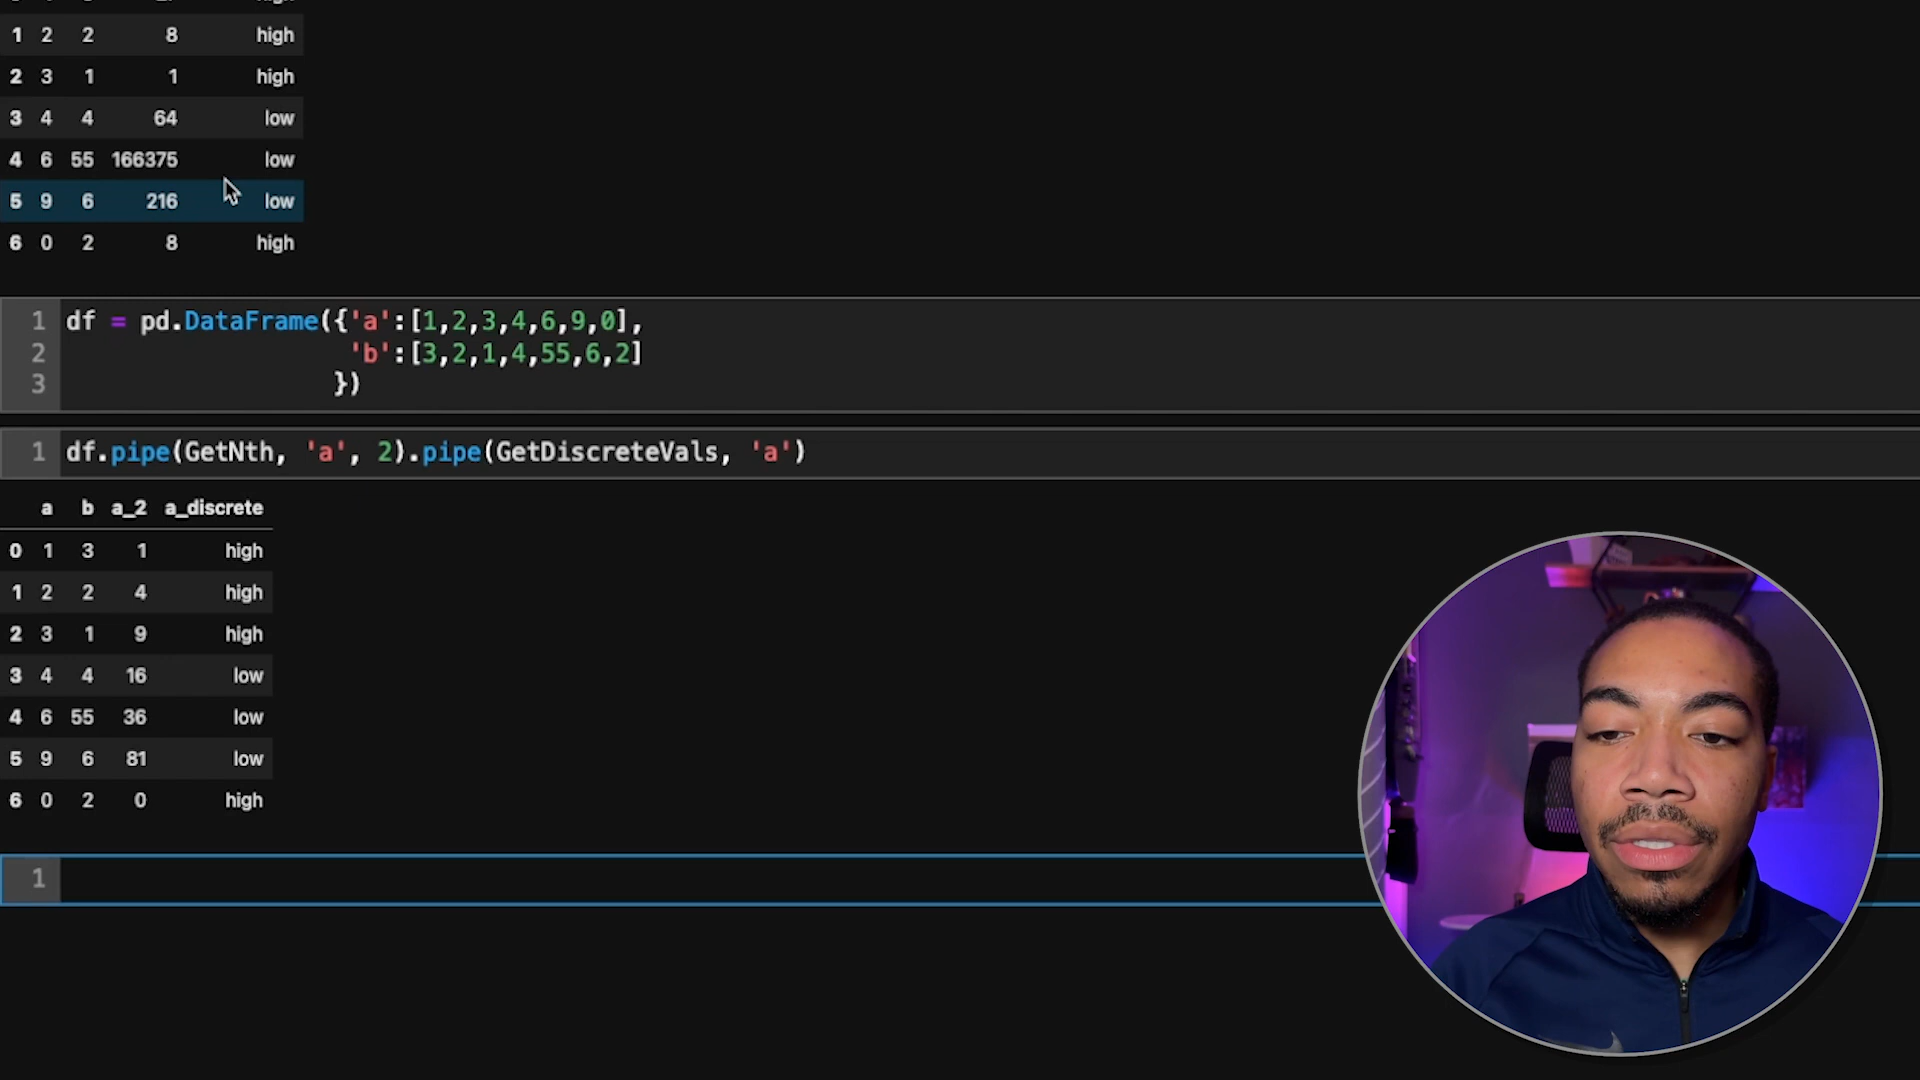 1 2 2 8 high
2 3 1 1 high
3 4 4 64 low
4 6 55 166375 low
5 9 6 216 low
6 0 2 8 high
1 df = pd.DataFrame({'a':[1,2,3,4,6,9,0],
2 'b':[3,2,1,4,55,6,2]
3 })
1 df.pipe(GetNth, 'a', 2).pipe(GetDiscreteVals, 'a')
a b a_2 a_discrete
0 1 3 1 high
1 2 2 4 high
2 3 1 9 high
3 4 4 16 low
4 6 55 36 low
5 9 6 81 low
6 0 2 0 high
1